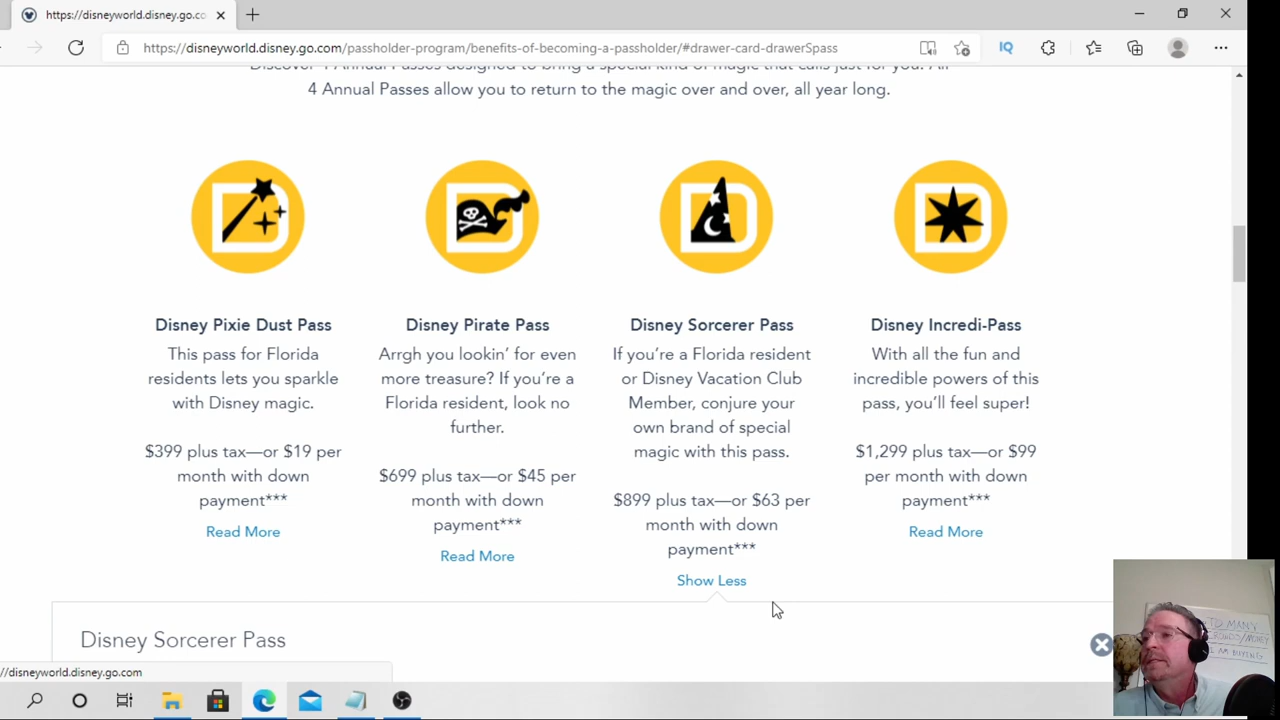 https://disneyworld.disney.go.co
https://disneyworld.disney.go.com/passholder-program/benefits-of-becoming-a-passholder/#drawer-card-drawerSpass
IQ
Discover 4 Annual Passes designed to bring a special kind of magic that calls just for you. All
4 Annual Passes allow you to return to the magic over and over, all year long.
Disney Pixie Dust Pass
This pass for Florida
residents lets you sparkle
with Disney magic.
$399 plus tax—or $19 per
month with down
payment***
Read More
Disney Pirate Pass
Arrgh you lookin’ for even
more treasure? If you’re a
Florida resident, look no
further.
$699 plus tax—or $45 per
month with down
payment***
Read More
Disney Sorcerer Pass
If you’re a Florida resident
or Disney Vacation Club
Member, conjure your
own brand of special
magic with this pass.
$899 plus tax—or $63 per
month with down
payment***
Show Less
Disney Incredi-Pass
With all the fun and
incredible powers of this
pass, you’ll feel super!
$1,299 plus tax—or $99
per month with down
payment***
Read More
Disney Sorcerer Pass
//disneyworld.disney.go.com
MANY